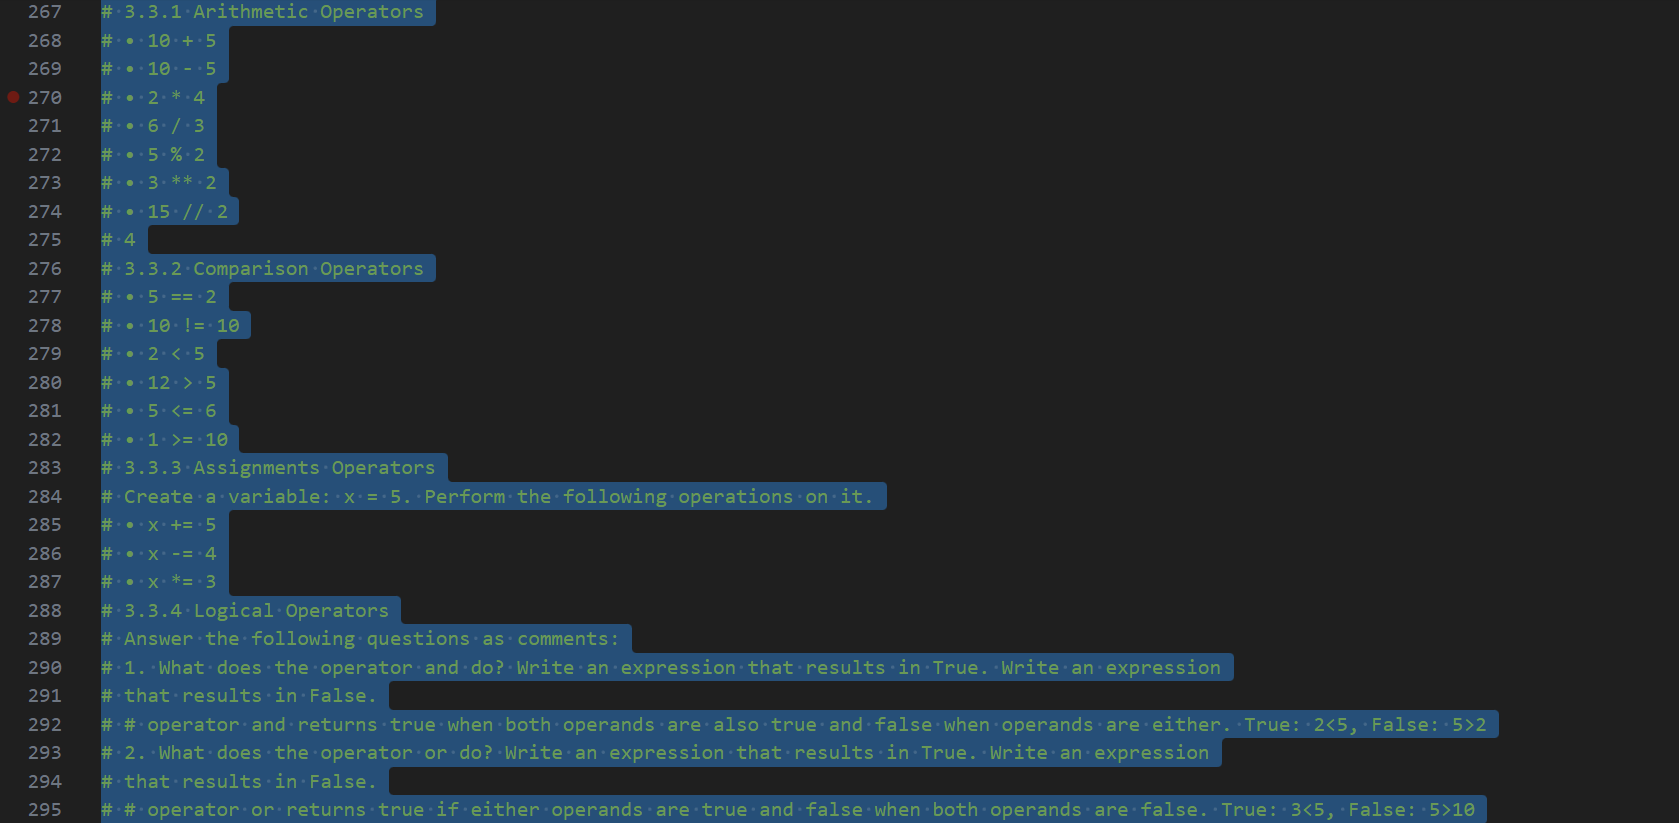 267 # 3.3.1 Arithmetic Operators
268 # • 10 + 5
269 # • 10 - 5
270 # • 2 * 4
271 # • 6 / 3
272 # • 5 % 2
273 # • 3 ** 2
274 # • 15 // 2
275 # 4
276 # 3.3.2 Comparison Operators
277 # • 5 == 2
278 # • 10 != 10
279 # • 2 < 5
280 # • 12 > 5
281 # • 5 <= 6
282 # • 1 >= 10
283 # 3.3.3 Assignments Operators
284 # Create a variable: x = 5. Perform the following operations on it.
285 # • x += 5
286 # • x -= 4
287 # • x *= 3
288 # 3.3.4 Logical Operators
289 # Answer the following questions as comments:
290 # 1. What does the operator and do? Write an expression that results in True. Write an expression
291 # that results in False.
292 # # operator and returns true when both operands are also true and false when operands are either. True: 2<5, False: 5>2
293 # 2. What does the operator or do? Write an expression that results in True. Write an expression
294 # that results in False.
295 # # operator or returns true if either operands are true and false when both operands are false. True: 3<5, False: 5>10